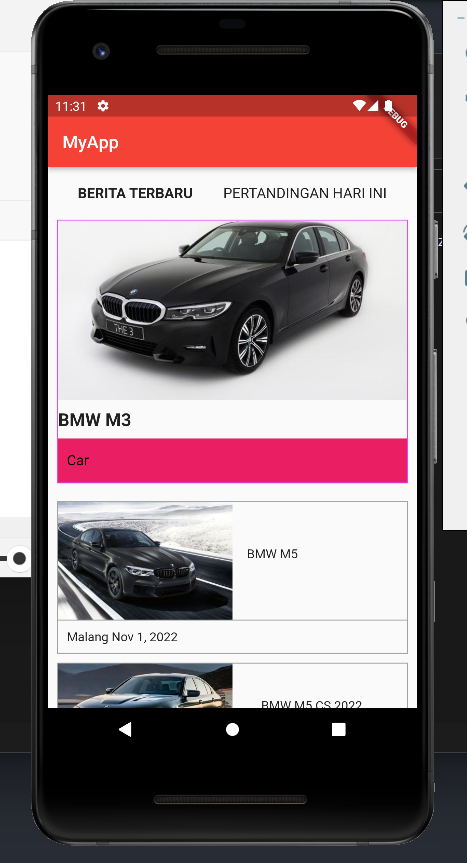 11:31
DEBUG
MyApp
BERITA TERBARU PERTANDINGAN HARI INI
THE 3
BMW M3
Car
BMW M5
Malang Nov 1, 2022
BMW M5 CS 2022